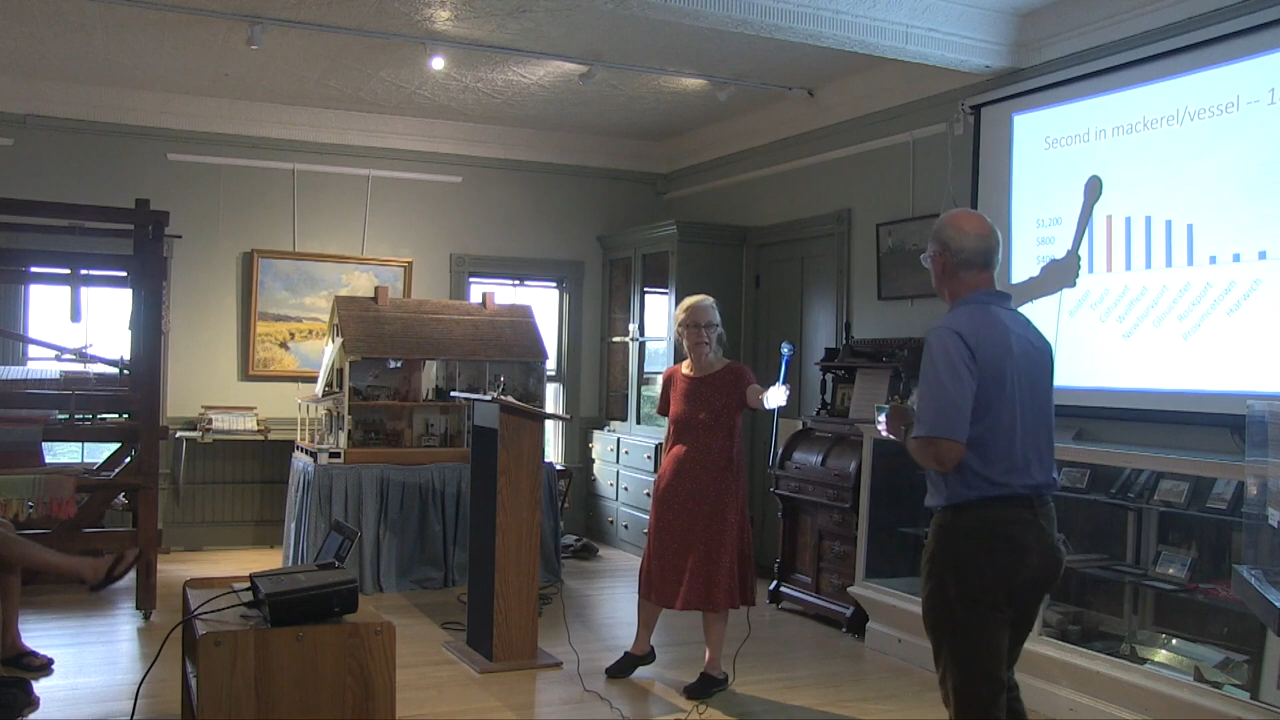 Second in mackerel/vessel -- 1
$1,200
$800
$400
Boston
Truro
Cohasset
Wellfleet
Newburyport
Gloucester
Rockport
Provincetown
Harwich